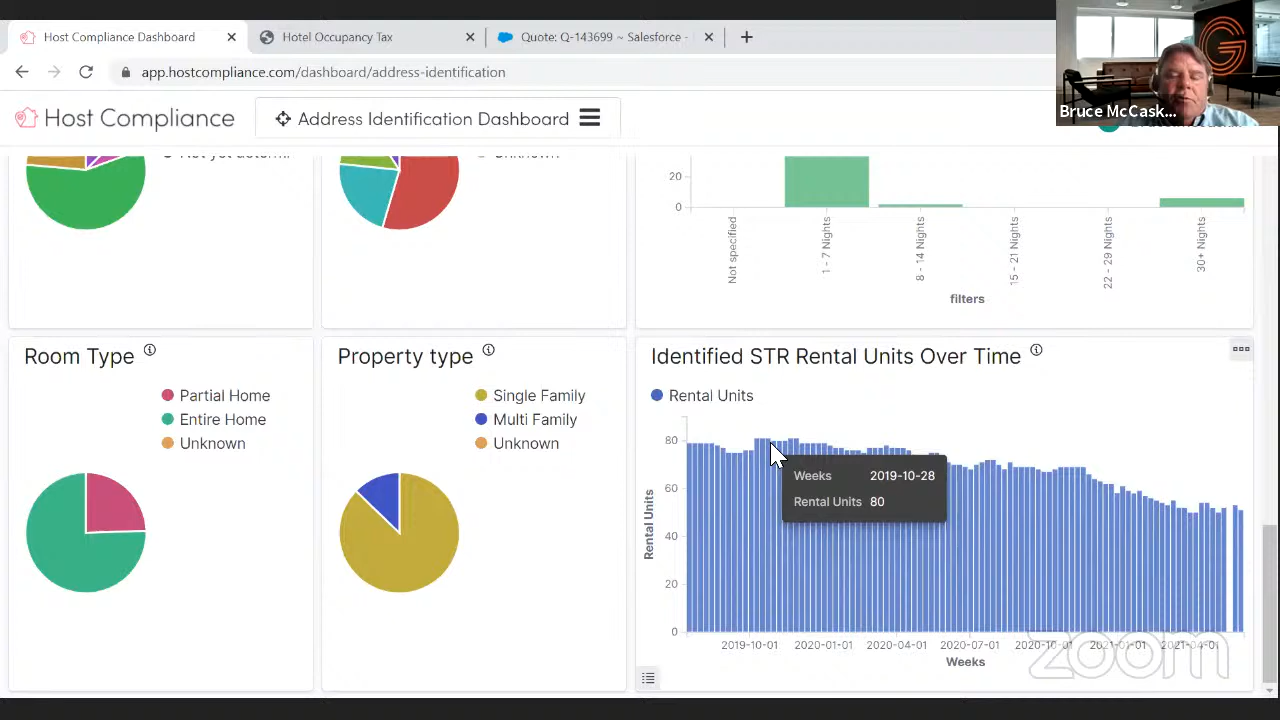 Host Compliance Dashboard
Hotel Occupancy Tax
Quote: Q-143699 ~ Salesforce -
app.hostcompliance.com/dashboard/address-identification
Bruce McCask...
Host Compliance
Address Identification Dashboard
20
0
Not specified
1 - 7 Nights
8 - 14 Nights
15 - 21 Nights
22 - 29 Nights
30+ Nights
filters
Room Type
Partial Home
Entire Home
Unknown
Property type
Single Family
Multi Family
Unknown
Identified STR Rental Units Over Time
Rental Units
80
60
40
20
0
Rental Units
Weeks 2019-10-28
Rental Units 80
2019-10-01
2020-01-01
2020-04-01
2020-07-01
2020-10-01
2021-01-01
2021-04-01
Weeks
zoom